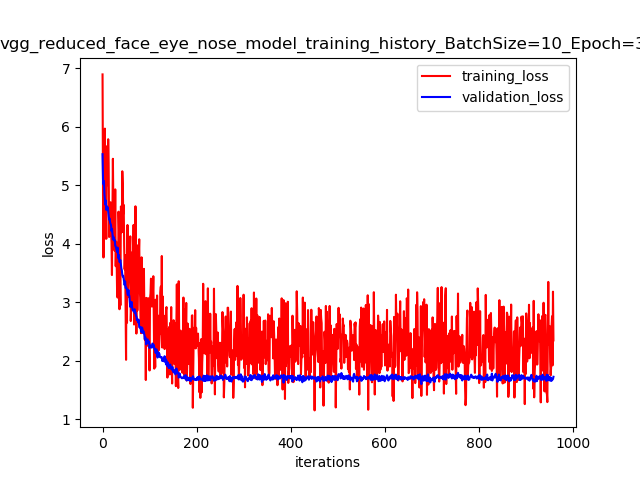 vgg_reduced_face_eye_nose_model_training_history_BatchSize=10_Epoch=3
7
6
5
4
3
2
1
loss
training_loss
validation_loss
0
200
400
600
800
1000
iterations